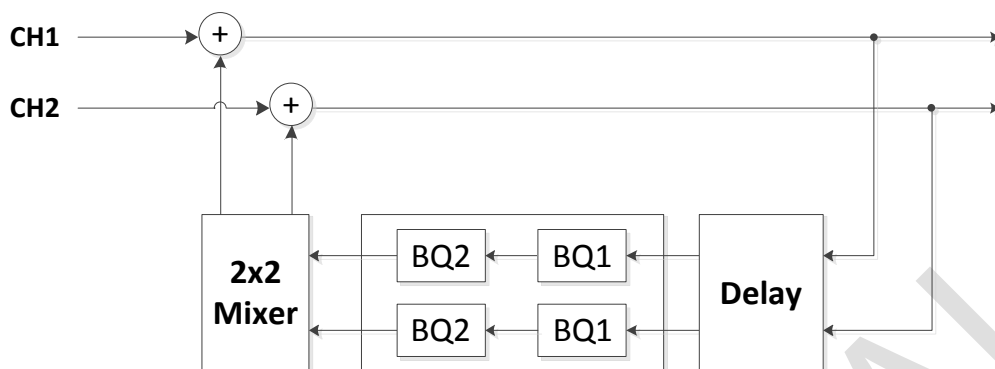 CH1
+
CH2
+
2x2
Mixer
BQ2
BQ1
BQ2
BQ1
Delay